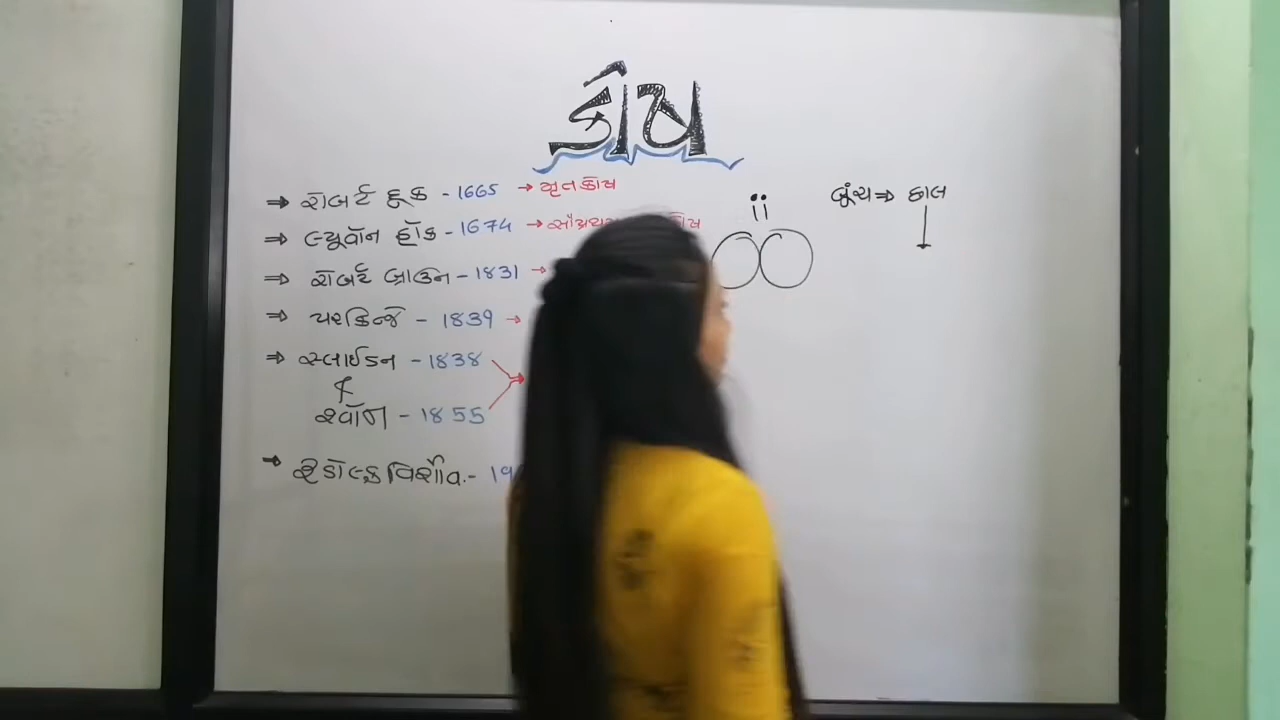 કોષ
⇒ રોબર્ટ હૂક - 1665 → મૃતકોષ
⇒ લ્યુવૉન હૉક - 1674 →
⇒ રોબર્ટ બ્રાઉન - 1831 →
⇒ પરકિન્જે - 1839 →
⇒ સ્લાઈડન - 1838
&
શ્વૉન - 1855
→ રૂડોલ્ફ વિર્શોવ. -
બૂંચ ⇒ છાલ